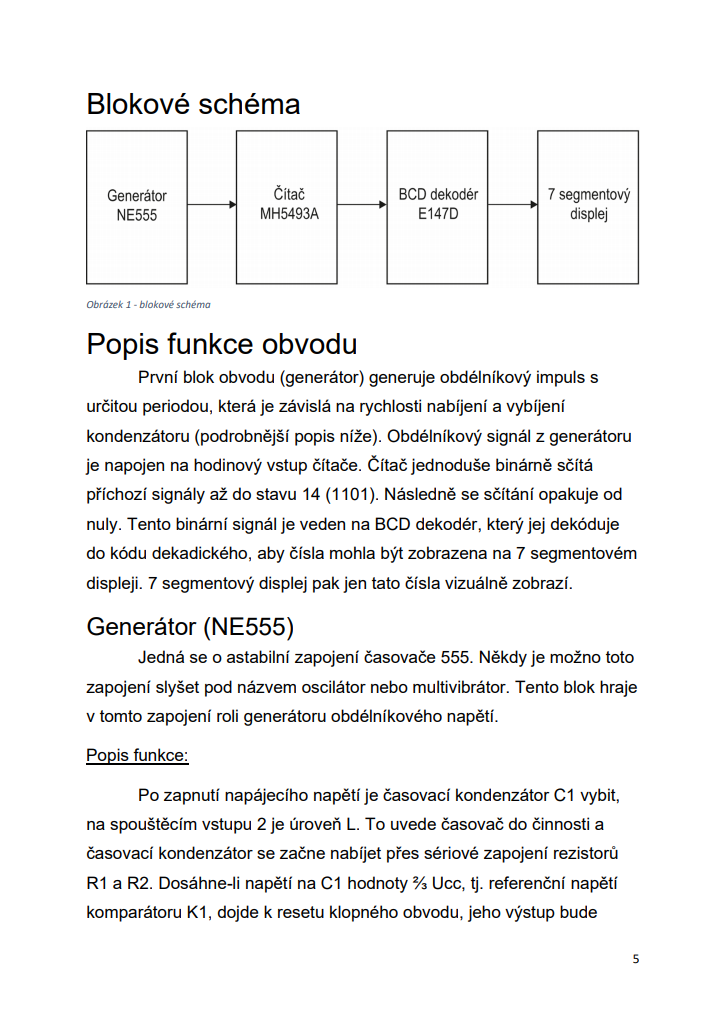 Blokové schéma
Generátor
NE555
Čítač
MH5493A
BCD dekodér
E147D
7 segmentový
displej
Obrázek 1 - blokové schéma
Popis funkce obvodu
První blok obvodu (generátor) generuje obdélníkový impuls s
určitou periodou, která je závislá na rychlosti nabíjení a vybíjení
kondenzátoru (podrobnější popis níže). Obdélníkový signál z generátoru
je napojen na hodinový vstup čítače. Čítač jednoduše binárně sčítá
příchozí signály až do stavu 14 (1101). Následně se sčítání opakuje od
nuly. Tento binární signál je veden na BCD dekodér, který jej dekóduje
do kódu dekadického, aby čísla mohla být zobrazena na 7 segmentovém
displeji. 7 segmentový displej pak jen tato čísla vizuálně zobrazí.
Generátor (NE555)
Jedná se o astabilní zapojení časovače 555. Někdy je možno toto
zapojení slyšet pod názvem oscilátor nebo multivibrátor. Tento blok hraje
v tomto zapojení roli generátoru obdélníkového napětí.
Popis funkce:
Po zapnutí napájecího napětí je časovací kondenzátor C1 vybit,
na spouštěcím vstupu 2 je úroveň L. To uvede časovač do činnosti a
časovací kondenzátor se začne nabíjet přes sériové zapojení rezistorů
R1 a R2. Dosáhne-li napětí na C1 hodnoty ⅔ Ucc, tj. referenční napětí
komparátoru K1, dojde k resetu klopného obvodu, jeho výstup bude
5